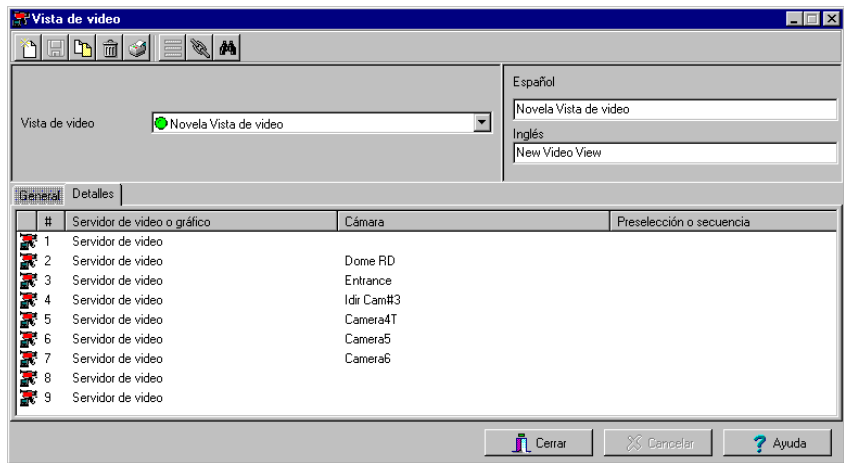 Vista de video
Español
Vista de video Novela Vista de video Novela Vista de video
Inglés
New Video View
General Detalles
# Servidor de video o gráfico Cámara Preselección o secuencia
1 Servidor de video
2 Servidor de video Dome RD
3 Servidor de video Entrance
4 Servidor de video Idir Cam#3
5 Servidor de video Camera4T
6 Servidor de video Camera5
7 Servidor de video Camera6
8 Servidor de video
9 Servidor de video
Cerrar Cancelar Ayuda